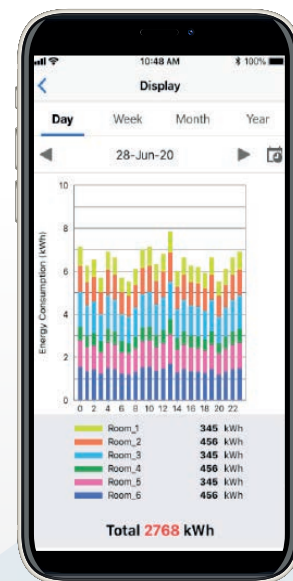 10:48 AM
100%
Display
Day Week Month Year
28-Jun-20
Energy Consumption (kWh)
10
8
6
4
2
0
0 2 4 6 8 10 12 14 16 18 20 22
Room_1 345 kWh
Room_2 456 kWh
Room_3 345 kWh
Room_4 456 kWh
Room_5 345 kWh
Room_6 456 kWh
Total 2768 kWh